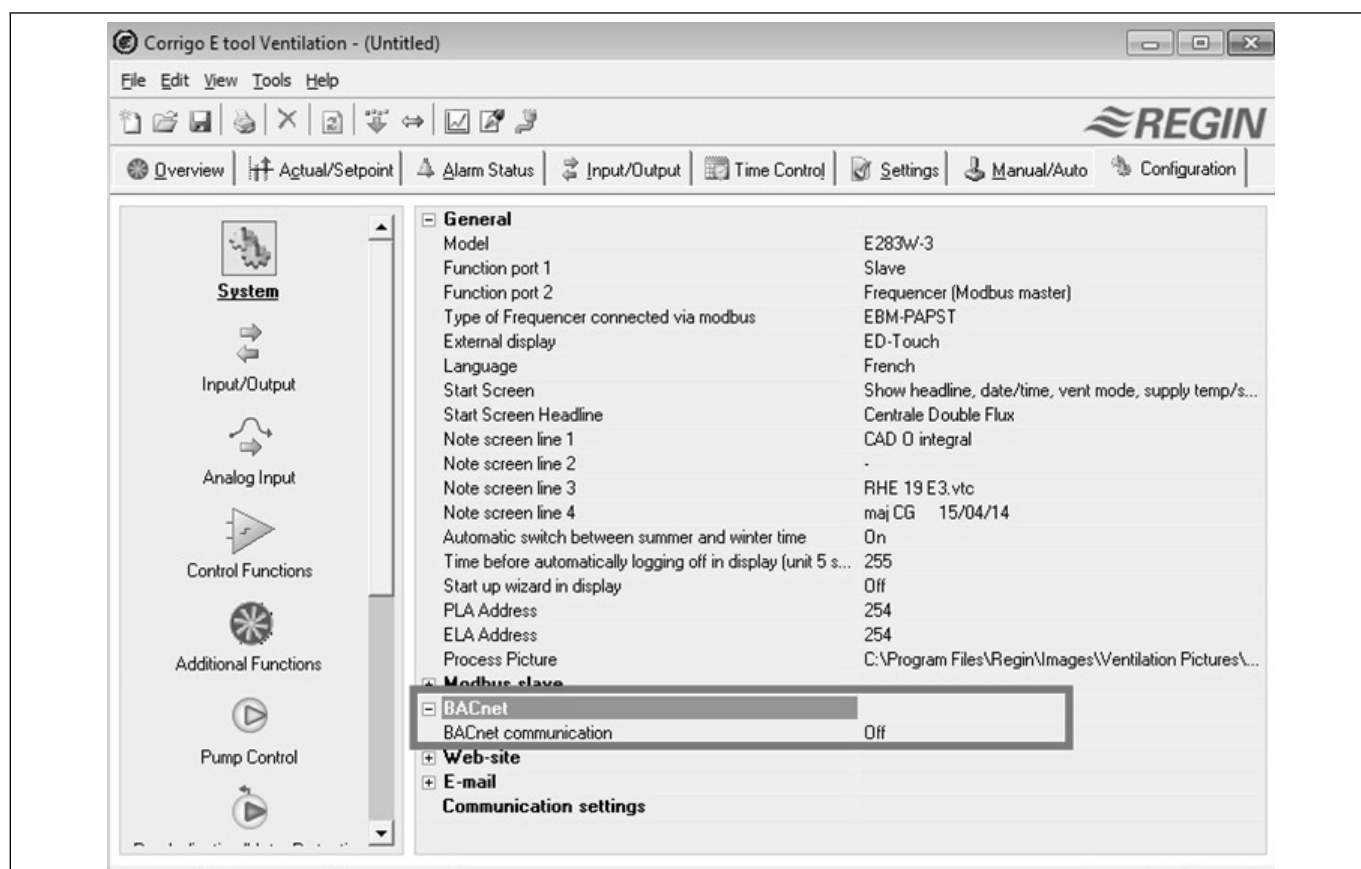 Corrigo E tool Ventilation - (Untitled)
File Edit View Tools Help
REGIN
Overview Actual/Setpoint Alarm Status Input/Output Time Control Settings Manual/Auto Configuration
System
Input/Output
Analog Input
Control Functions
Additional Functions
Pump Control
General
Model E283W-3
Function port 1 Slave
Function port 2 Frequencer (Modbus master)
Type of Frequencer connected via modbus EBM-PAPST
External display ED-Touch
Language French
Start Screen Show headline, date/time, vent mode, supply temp/s...
Start Screen Headline Centrale Double Flux
Note screen line 1 CAD O integral
Note screen line 2 -
Note screen line 3 RHE 19 E3.vtc
Note screen line 4 maj CG 15/04/14
Automatic switch between summer and winter time On
Time before automatically logging off in display (unit 5 s... 255
Start up wizard in display Off
PLA Address 254
ELA Address 254
Process Picture C:\Program Files\Regin\Images\Ventilation Pictures\...
Modbus slave
BACnet
BACnet communication Off
Web-site
E-mail
Communication settings